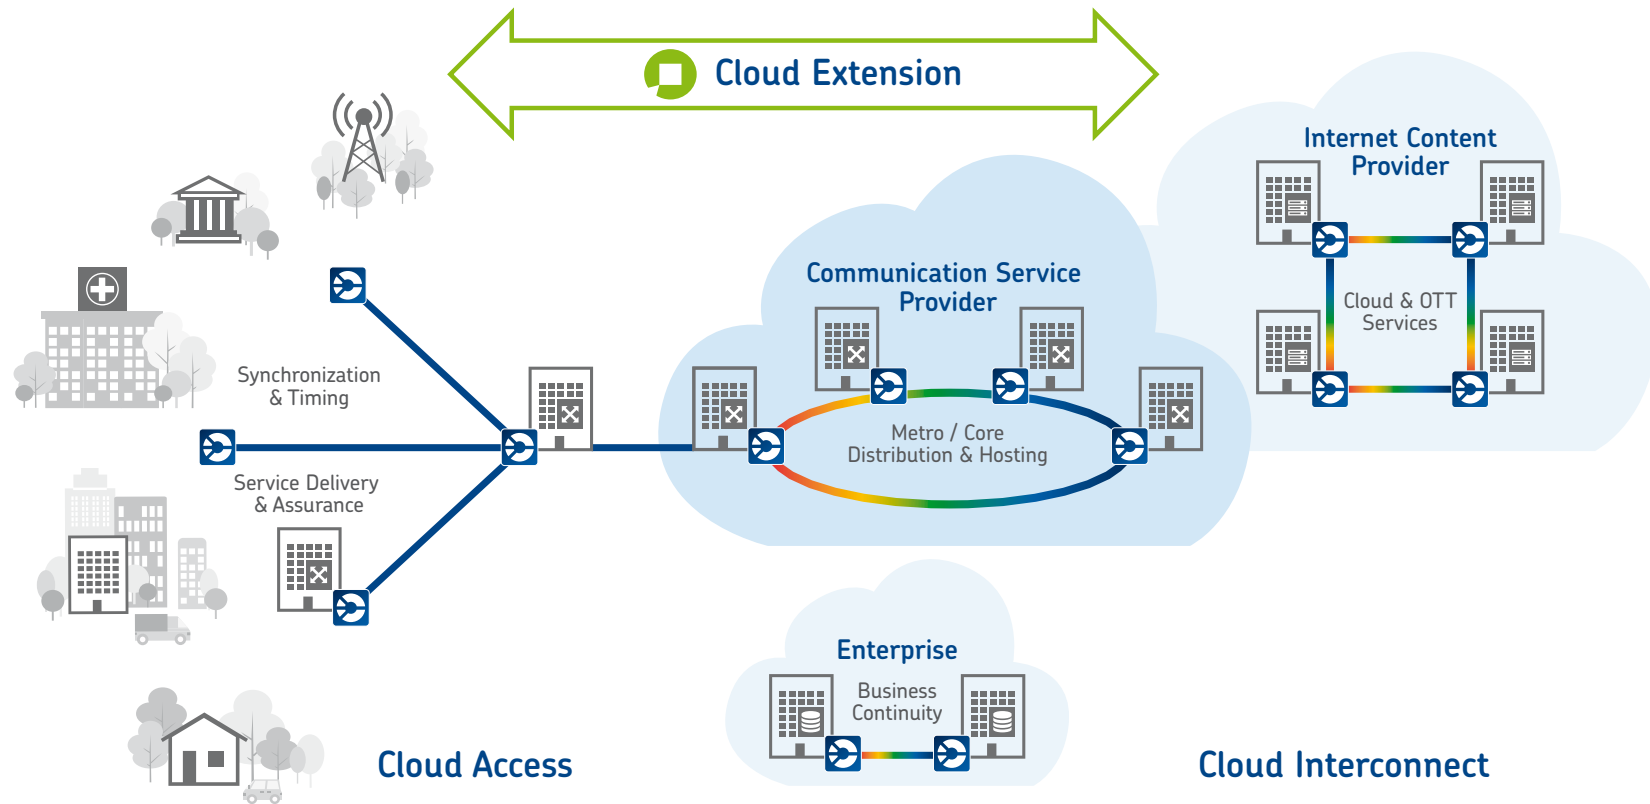 Cloud Extension
Internet Content
Provider
Communication Service
Provider
Cloud & OTT
Services
Synchronization
& Timing
Metro / Core
Distribution & Hosting
Service Delivery
& Assurance
Enterprise
Business
Continuity
Cloud Access
Cloud Interconnect